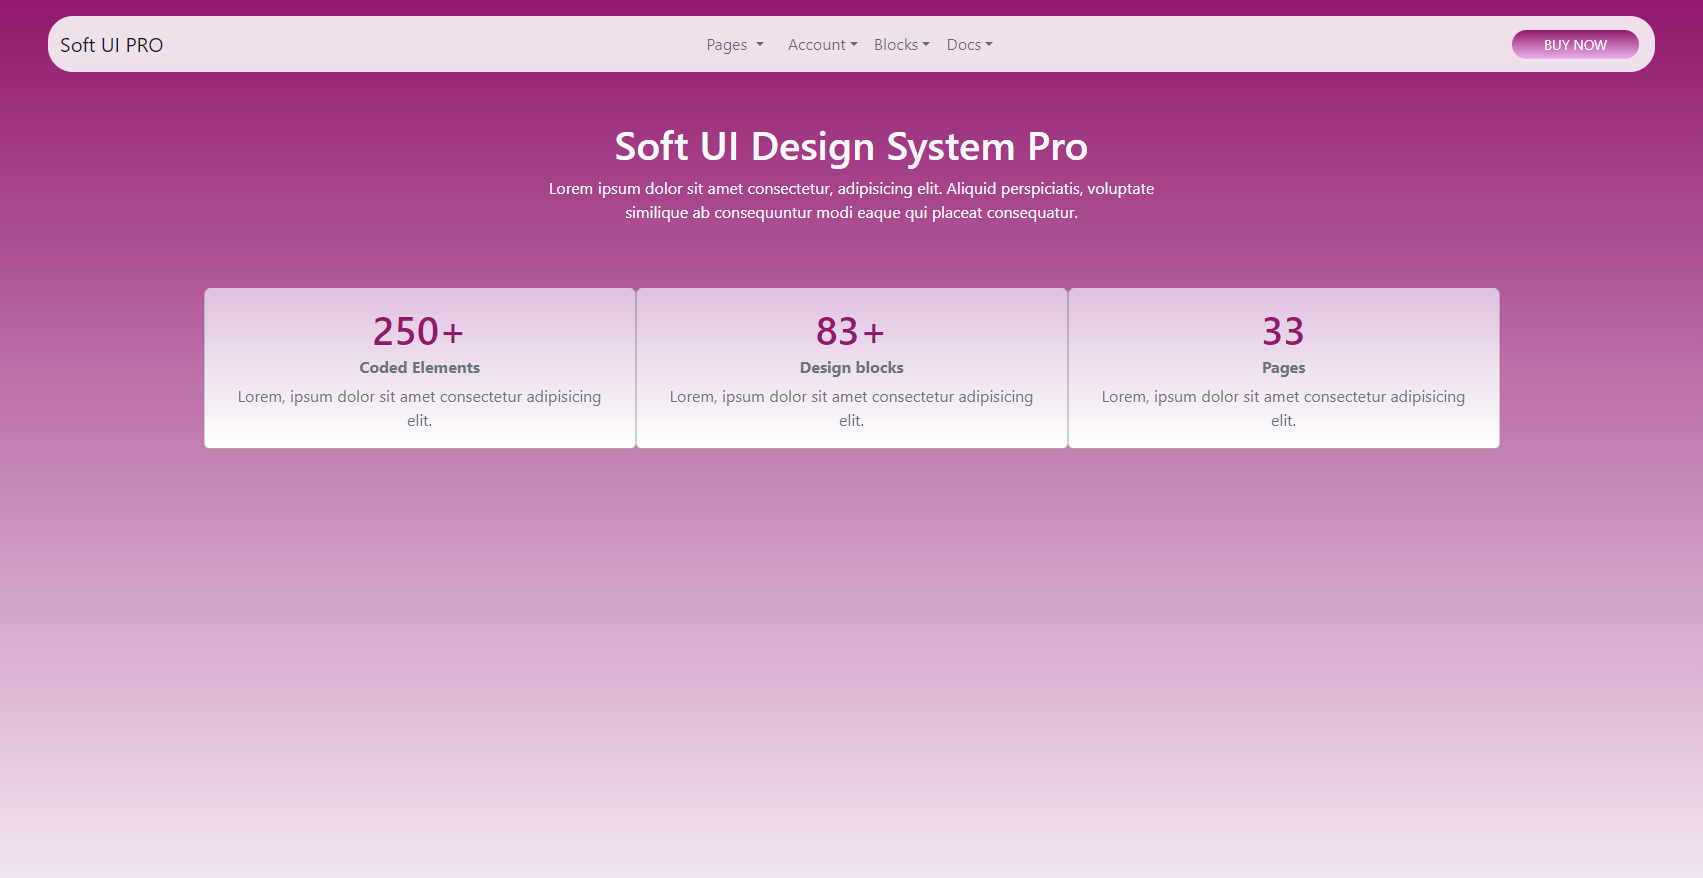 Soft UI PRO
Pages Account Blocks Docs
BUY NOW
Soft UI Design System Pro
Lorem ipsum dolor sit amet consectetur, adipisicing elit. Aliquid perspiciatis, voluptate
similique ab consequuntur modi eaque qui placeat consequatur.
250+
Coded Elements
Lorem, ipsum dolor sit amet consectetur adipisicing
elit.
83+
Design blocks
Lorem, ipsum dolor sit amet consectetur adipisicing
elit.
33
Pages
Lorem, ipsum dolor sit amet consectetur adipisicing
elit.